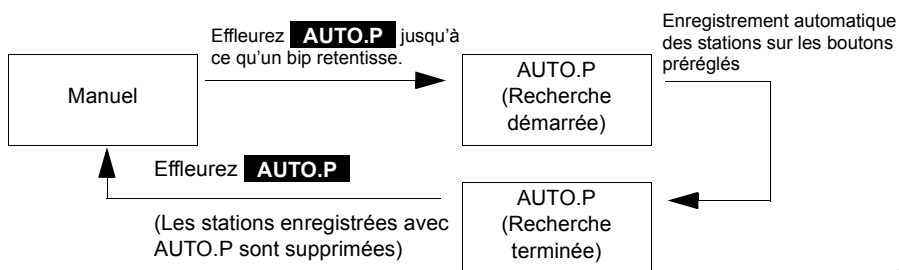 Effleurez AUTO.P jusqu'à
ce qu'un bip retentisse.
Enregistrement automatique
des stations sur les boutons
préréglés
Manuel
AUTO.P
(Recherche
démarrée)
Effleurez AUTO.P
(Les stations enregistrées avec
AUTO.P sont supprimées)
AUTO.P
(Recherche
terminée)